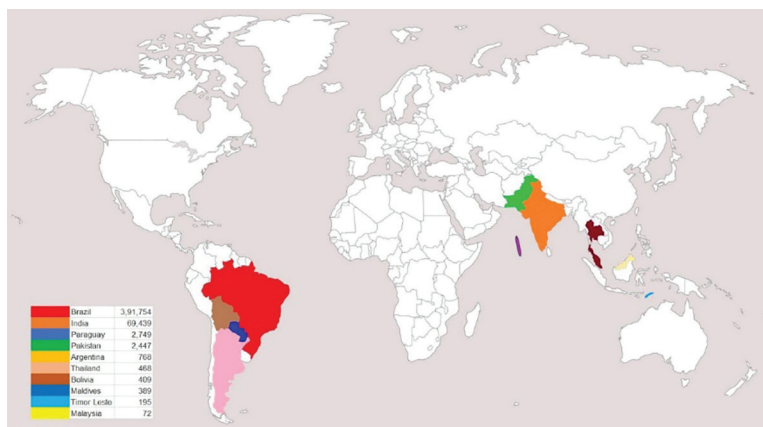 Brazil 3,91,754
India 69,439
Paraguay 2,749
Pakistan 2,447
Argentina 768
Thailand 468
Bolivia 409
Maldives 389
Timor Leste 195
Malaysia 72